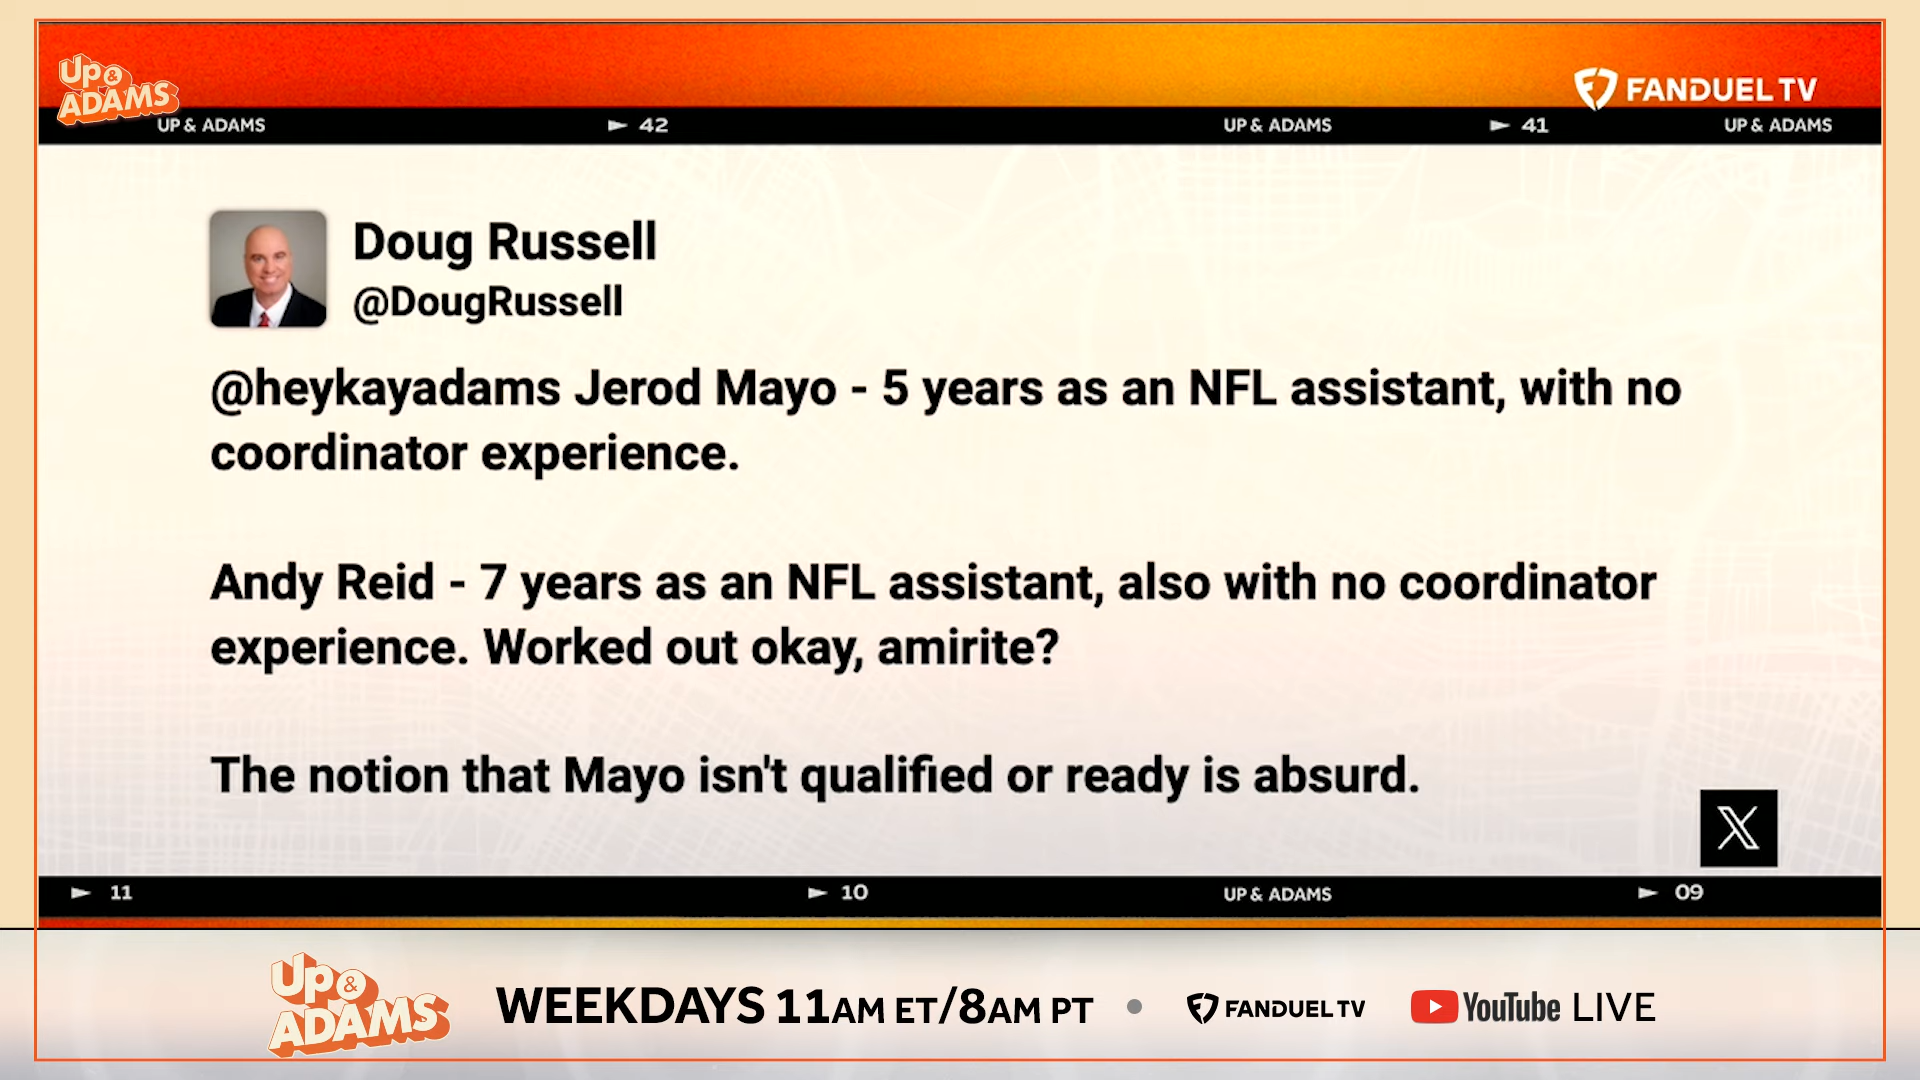 Up &
ADAMS
FANDUEL TV
UP & ADAMS ► 42 UP & ADAMS ► 41 UP & ADAMS
Doug Russell
@DougRussell
@heykayadams Jerod Mayo - 5 years as an NFL assistant, with no
coordinator experience.
Andy Reid - 7 years as an NFL assistant, also with no coordinator
experience. Worked out okay, amirite?
The notion that Mayo isn't qualified or ready is absurd.
X
► 11 ► 10 UP & ADAMS ► 09
Up &
ADAMS
WEEKDAYS 11AM ET/8AM PT • FANDUEL TV YouTube LIVE